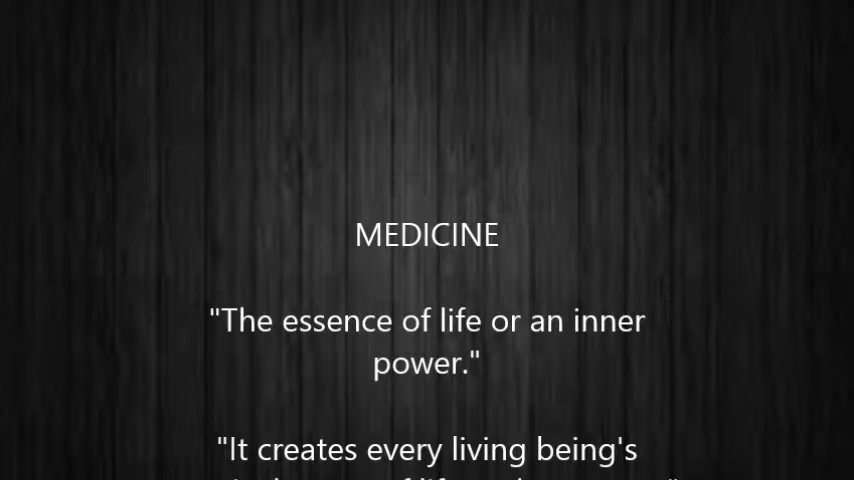 MEDICINE
"The essence of life or an inner
power."
"It creates every living being's